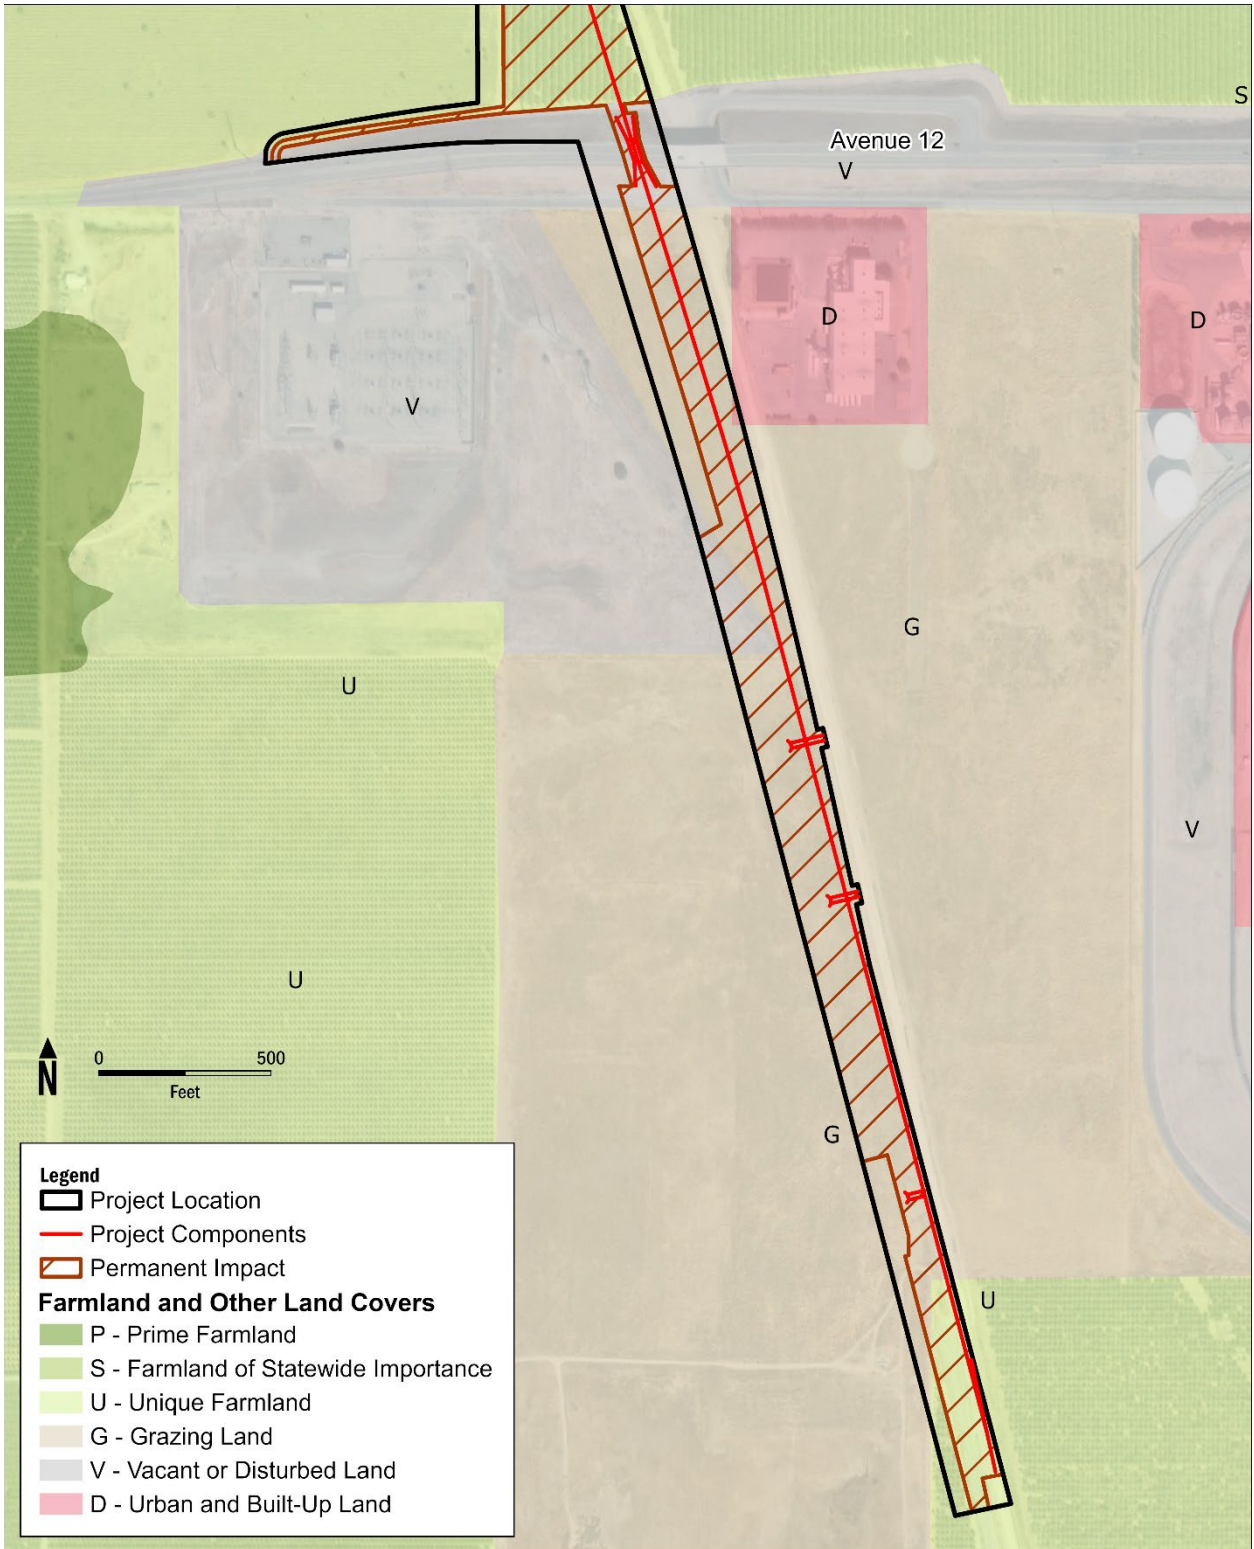 S
Avenue 12
V
D
D
V
G
U
U
V
N
0 500
Feet
G
U
Legend
Project Location
Project Components
Permanent Impact
Farmland and Other Land Covers
P - Prime Farmland
S - Farmland of Statewide Importance
U - Unique Farmland
G - Grazing Land
V - Vacant or Disturbed Land
D - Urban and Built-Up Land